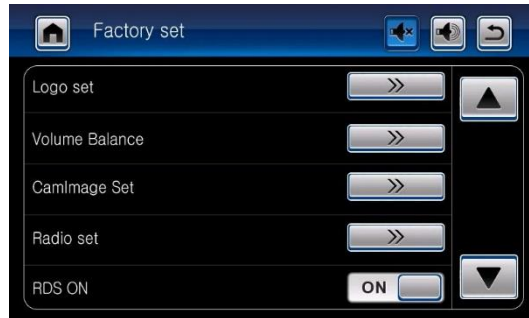 Factory set
Logo set
Volume Balance
CamImage Set
Radio set
RDS ON
ON